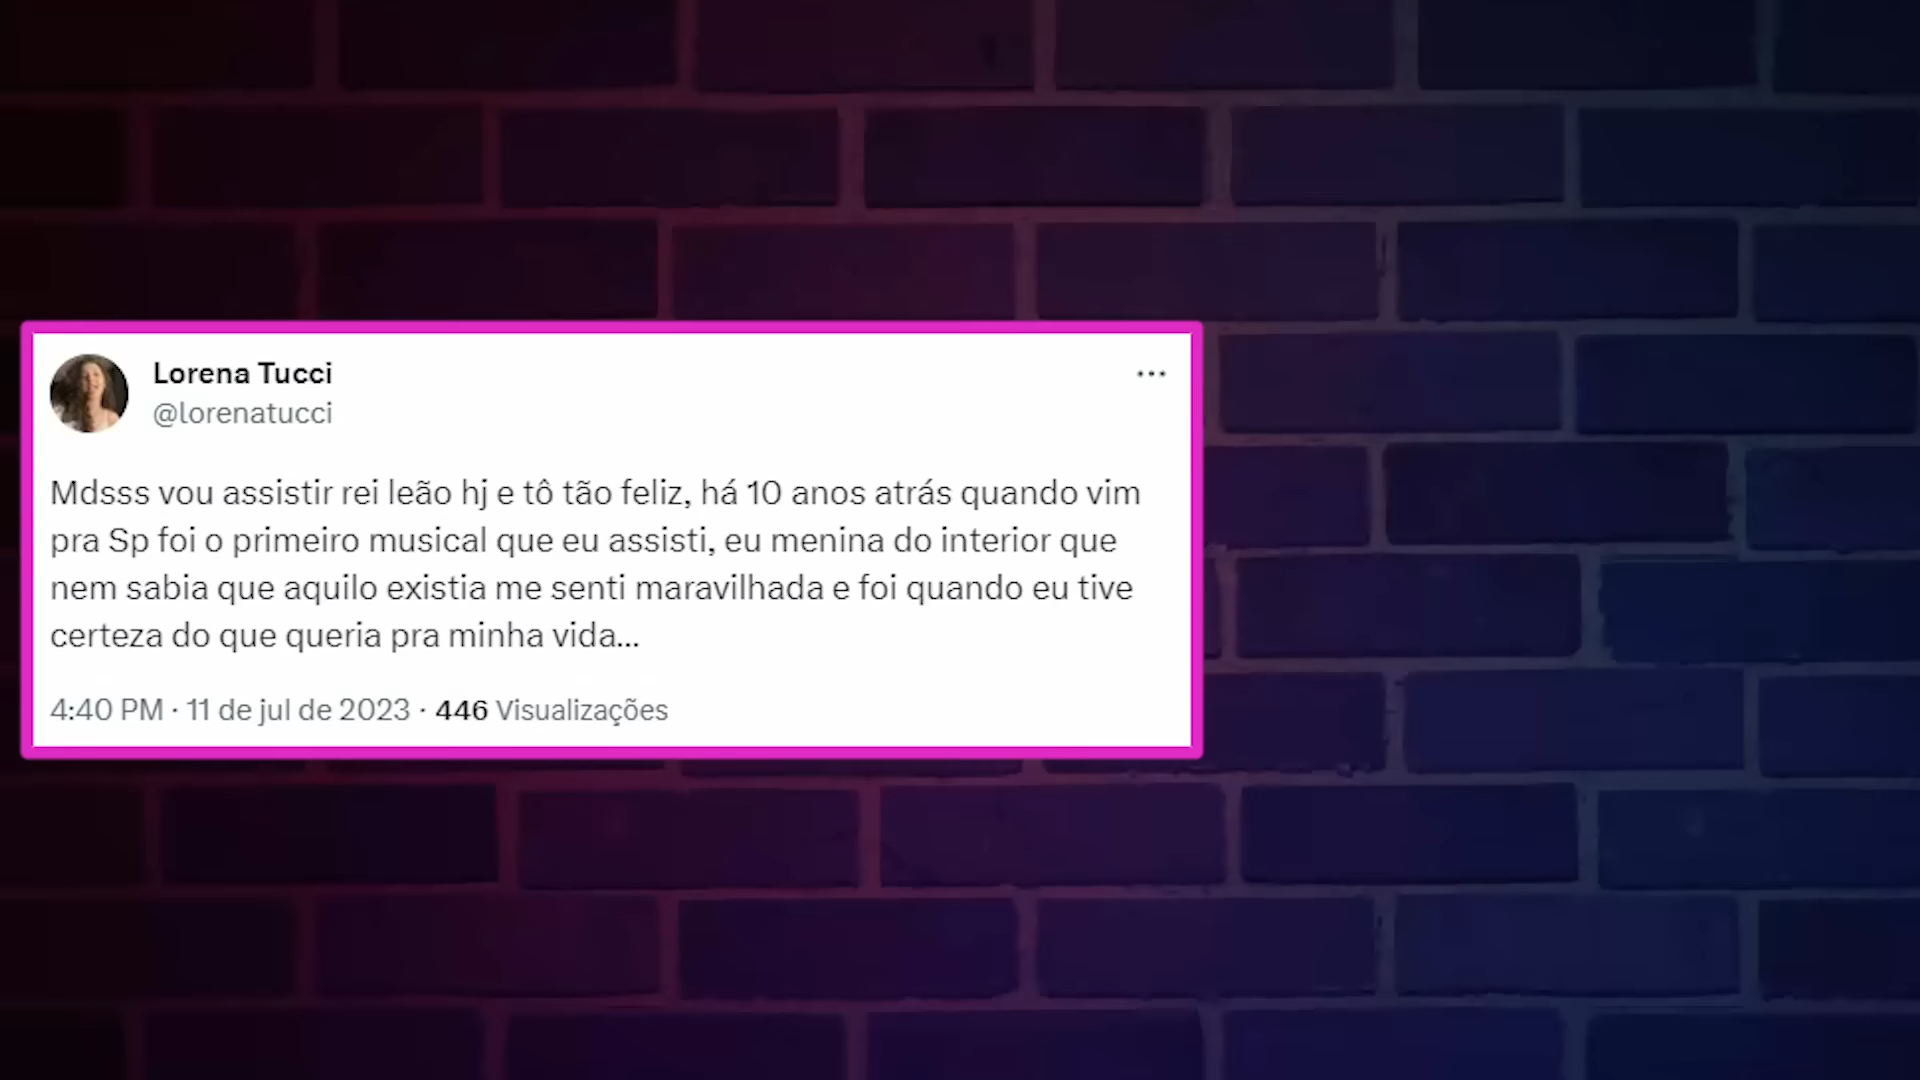 Lorena Tucci
@lorenatucci
Mdsss vou assistir rei leão hj e tô tão feliz, há 10 anos atrás quando vim
pra Sp foi o primeiro musical que eu assisti, eu menina do interior que
nem sabia que aquilo existia me senti maravilhada e foi quando eu tive
certeza do que queria pra minha vida...
4:40 PM · 11 de jul de 2023 · 446 Visualizações